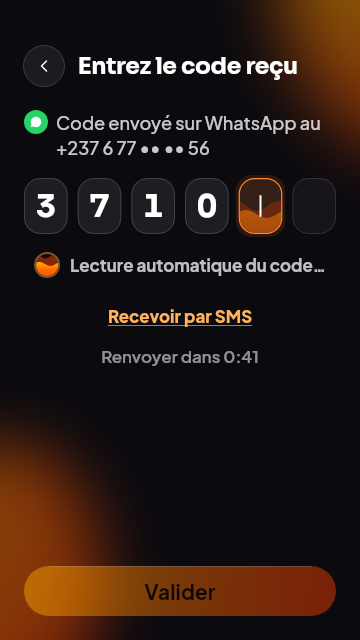 Entrez le code reçu
Code envoyé sur WhatsApp au
+237 6 77 •• •• 56
3 7 1 0
Lecture automatique du code…
Recevoir par SMS
Renvoyer dans 0:41
Valider